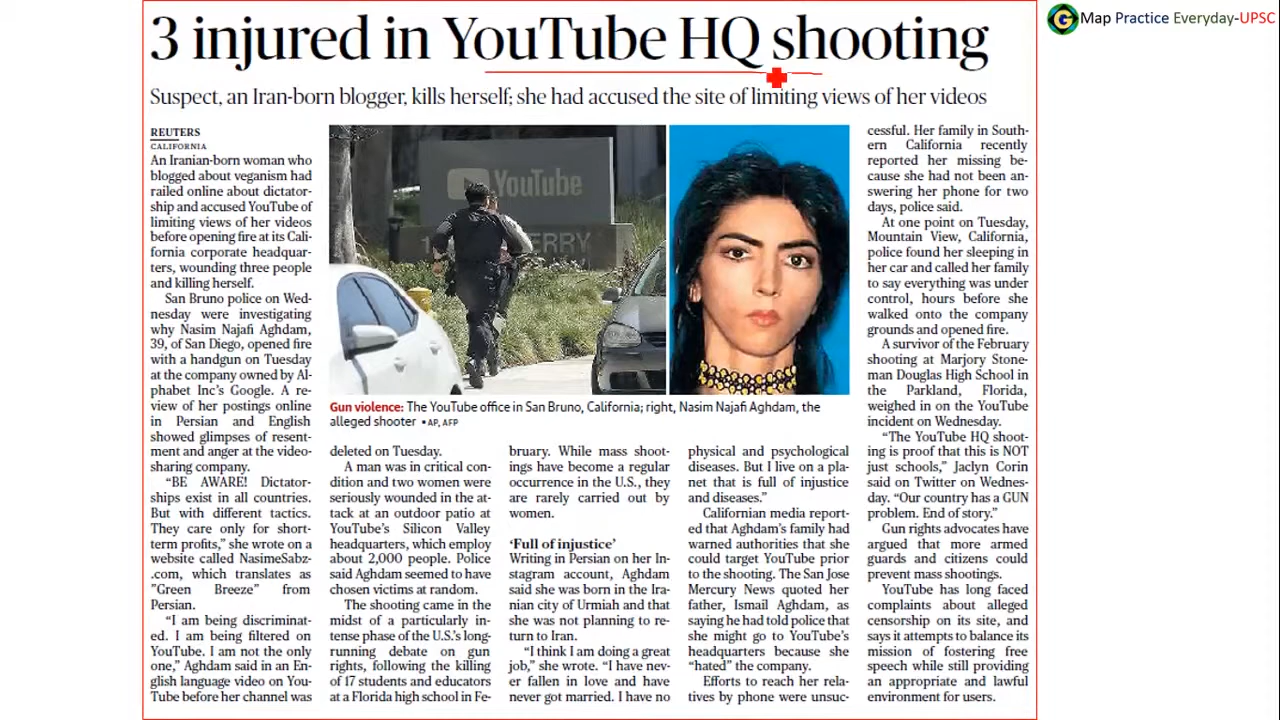 3 injured in YouTube HQ shooting
Suspect, an Iran-born blogger, kills herself; she had accused the site of limiting views of her videos
REUTERS
CALIFORNIA
An Iranian-born woman who
blogged about veganism had
railed online about dictator-
ship and accused YouTube of
limiting views of her videos
before opening fire at its Cali-
fornia corporate headquar-
ters, wounding three people
and killing herself.
San Bruno police on Wed-
nesday were investigating
why Nasim Najafi Aghdam,
39, of San Diego, opened fire
with a handgun on Tuesday
at the company owned by Al-
phabet Inc's Google. A re-
view of her postings online
in Persian and English
showed glimpses of resent-
ment and anger at the video-
sharing company.
"BE AWARE! Dictator-
ships exist in all countries.
But with different tactics.
They care only for short-
term profits," she wrote on a
website called NasimeSabz-
.com, which translates as
"Green Breeze" from
Persian.
"I am being discriminat-
ed. I am being filtered on
YouTube. I am not the only
one," Aghdam said in an En-
glish language video on You-
Tube before her channel was
YouTube
ERRY
Gun violence: The YouTube office in San Bruno, California; right, Nasim Najafi Aghdam, the
alleged shooter • AP, AFP
deleted on Tuesday.
A man was in critical con-
dition and two women were
seriously wounded in the at-
tack at an outdoor patio at
YouTube's Silicon Valley
headquarters, which employ
about 2,000 people. Police
said Aghdam seemed to have
chosen victims at random.
The shooting came in the
midst of a particularly in-
tense phase of the U.S.'s long-
running debate on gun
rights, following the killing
of 17 students and educators
at a Florida high school in Fe-
bruary. While mass shoot-
ings have become a regular
occurrence in the U.S., they
are rarely carried out by
women.
'Full of injustice'
Writing in Persian on her In-
stagram account, Aghdam
said she was born in the Ira-
nian city of Urmiah and that
she was not planning to re-
turn to Iran.
"I think I am doing a great
job," she wrote. "I have nev-
er fallen in love and have
never got married. I have no
physical and psychological
diseases. But I live on a pla-
net that is full of injustice
and diseases."
Californian media report-
ed that Aghdam's family had
warned authorities that she
could target YouTube prior
to the shooting. The San Jose
Mercury News quoted her
father, Ismail Aghdam, as
saying he had told police that
she might go to YouTube's
headquarters because she
"hated" the company.
Efforts to reach her rela-
tives by phone were unsuc-
cessful. Her family in South-
ern California recently
reported her missing be-
cause she had not been an-
swering her phone for two
days, police said.
At one point on Tuesday,
Mountain View, California,
police found her sleeping in
her car and called her family
to say everything was under
control, hours before she
walked onto the company
grounds and opened fire.
A survivor of the February
shooting at Marjory Stone-
man Douglas High School in
the Parkland, Florida,
weighed in on the YouTube
incident on Wednesday.
"The YouTube HQ shoot-
ing is proof that this is NOT
just schools," Jaclyn Corin
said on Twitter on Wednes-
day. "Our country has a GUN
problem. End of story."
Gun rights advocates have
argued that more armed
guards and citizens could
prevent mass shootings.
YouTube has long faced
complaints about alleged
censorship on its site, and
says it attempts to balance its
mission of fostering free
speech while still providing
an appropriate and lawful
environment for users.
G Map Practice Everyday-UPSC